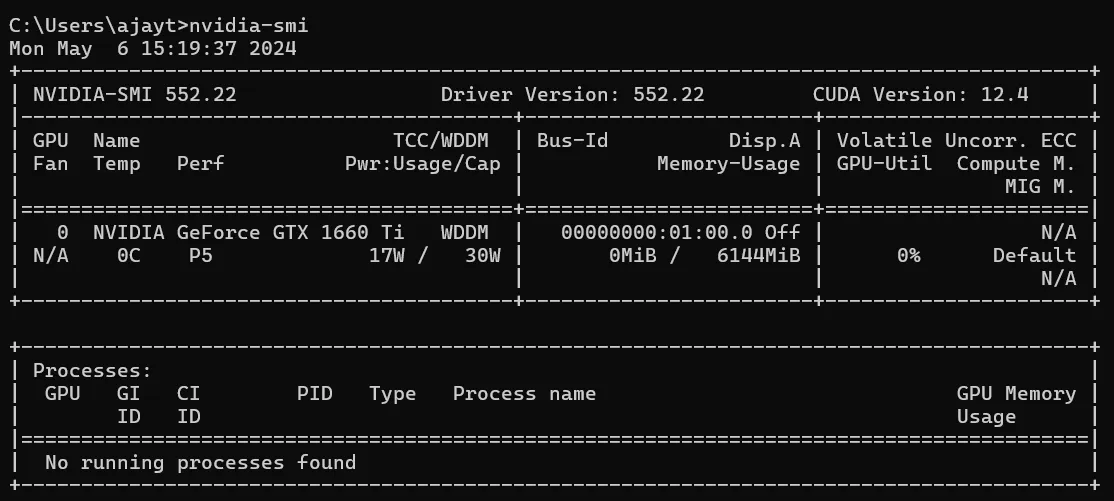 C:\Users\ajayt>nvidia-smi
Mon May  6 15:19:37 2024
+-----------------------------------------------------------------------------------------+
| NVIDIA-SMI 552.22                 Driver Version: 552.22         CUDA Version: 12.4     |
|-----------------------------------------+------------------------+----------------------+
| GPU  Name                     TCC/WDDM  | Bus-Id          Disp.A | Volatile Uncorr. ECC |
| Fan  Temp   Perf          Pwr:Usage/Cap |           Memory-Usage | GPU-Util  Compute M. |
|                                         |                        |               MIG M. |
|=========================================+========================+======================|
|   0  NVIDIA GeForce GTX 1660 Ti   WDDM  |   00000000:01:00.0 Off |                  N/A |
| N/A    0C    P5             17W /   30W |       0MiB /   6144MiB |      0%      Default |
|                                         |                        |                  N/A |
+-----------------------------------------+------------------------+----------------------+

+-----------------------------------------------------------------------------------------+
| Processes:                                                                              |
|  GPU   GI   CI        PID   Type   Process name                              GPU Memory |
|        ID   ID                                                               Usage      |
|=========================================================================================|
|  No running processes found                                                             |
+-----------------------------------------------------------------------------------------+